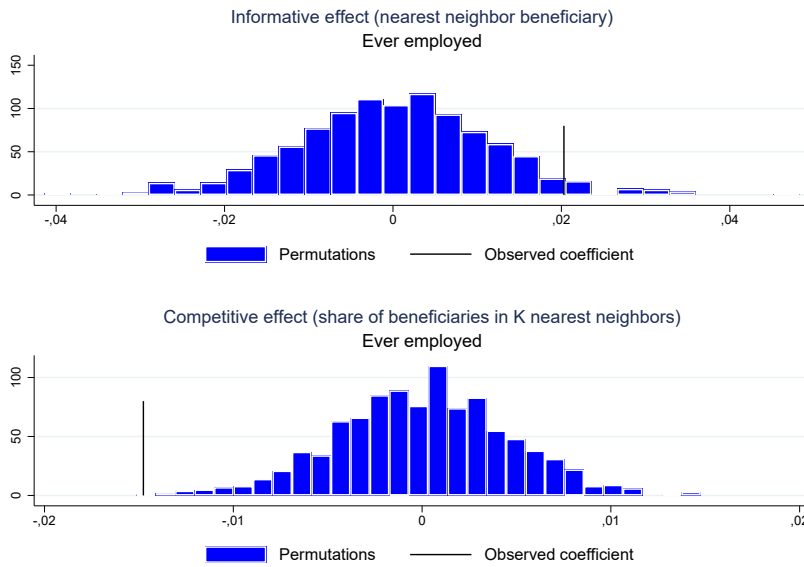 Informative effect (nearest neighbor beneficiary)
Ever employed
150
100
50
0
-,04 -,02 0 ,02 ,04
Permutations Observed coefficient
Competitive effect (share of beneficiaries in K nearest neighbors)
Ever employed
100
50
0
-,02 -,01 0 ,01 ,02
Permutations Observed coefficient